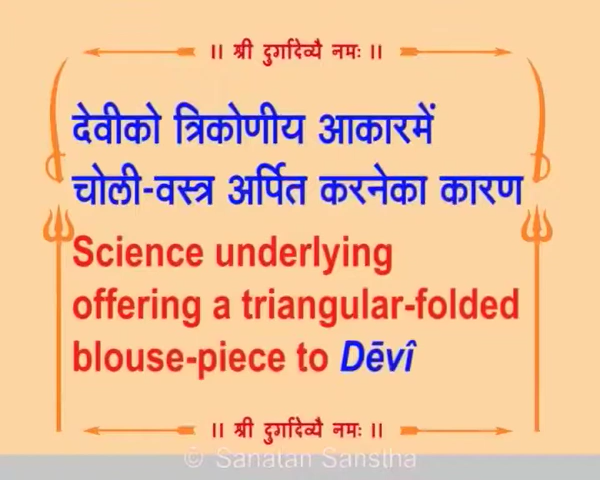 ॥ श्री दुर्गादेव्यै नमः ॥
देवीको त्रिकोणीय आकारमें
चोली-वस्त्र अर्पित करनेका कारण
Science underlying
offering a triangular-folded
blouse-piece to Dēvî
॥ श्री दुर्गादेव्यै नमः ॥
© Sanatan Sanstha